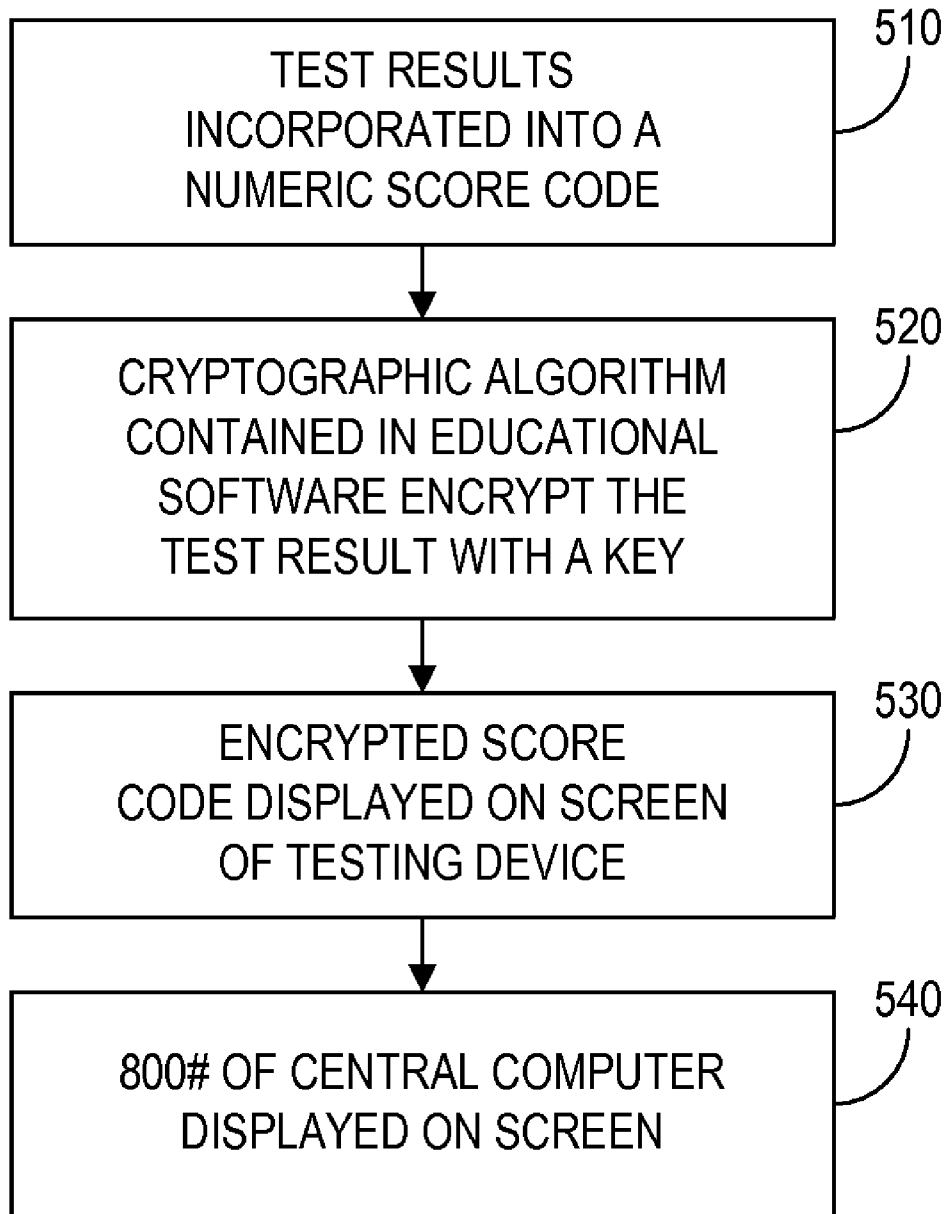 510
TEST RESULTS
INCORPORATED INTO A
NUMERIC SCORE CODE
520
CRYPTOGRAPHIC ALGORITHM
CONTAINED IN EDUCATIONAL
SOFTWARE ENCRYPT THE
TEST RESULT WITH A KEY
530
ENCRYPTED SCORE
CODE DISPLAYED ON SCREEN
OF TESTING DEVICE
540
800# OF CENTRAL COMPUTER
DISPLAYED ON SCREEN